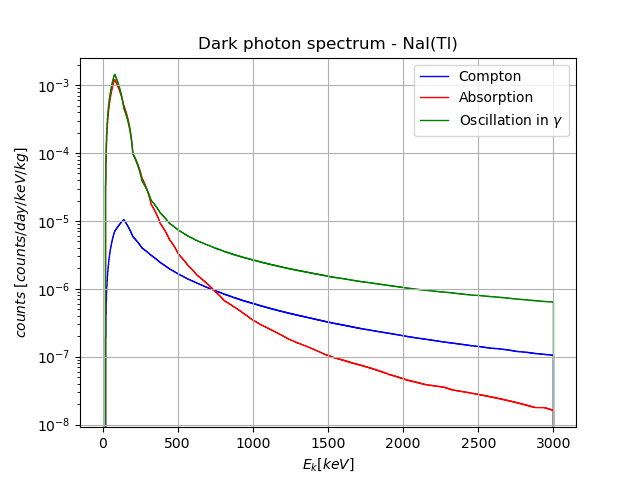 Dark photon spectrum - NaI(Tl)
Compton
Absorption
Oscillation in γ
10⁻³
10⁻⁴
10⁻⁵
10⁻⁶
10⁻⁷
10⁻⁸
counts [counts/day/keV/kg]
0 500 1000 1500 2000 2500 3000
Eₖ[keV]